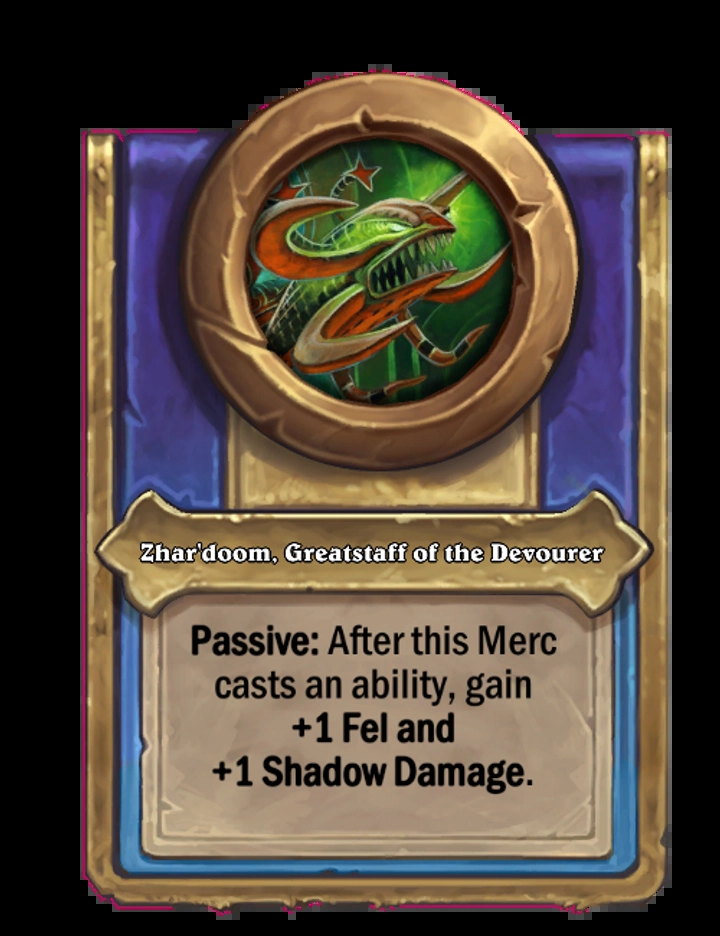 Zhar'doom, Greatstaff of the Devourer
Passive: After this Merc
casts an ability, gain
+1 Fel and
+1 Shadow Damage.